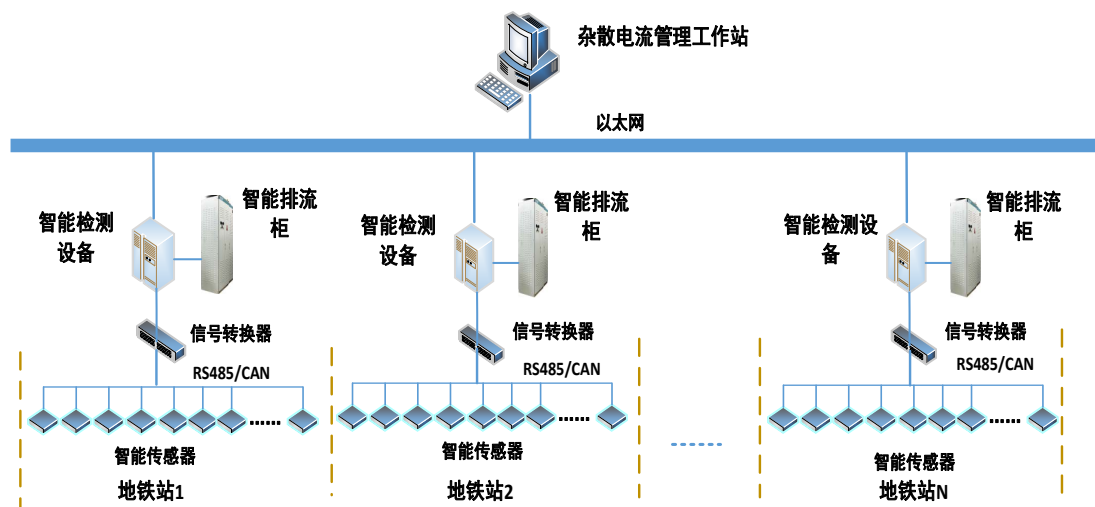 杂散电流管理工作站
以太网
智能检测
设备
智能排流
柜
信号转换器
RS485/CAN
智能传感器
地铁站1
智能检测
设备
智能排流
柜
信号转换器
RS485/CAN
智能传感器
地铁站2
智能检测设
备
智能排流
柜
信号转换器
RS485/CAN
智能传感器
地铁站N